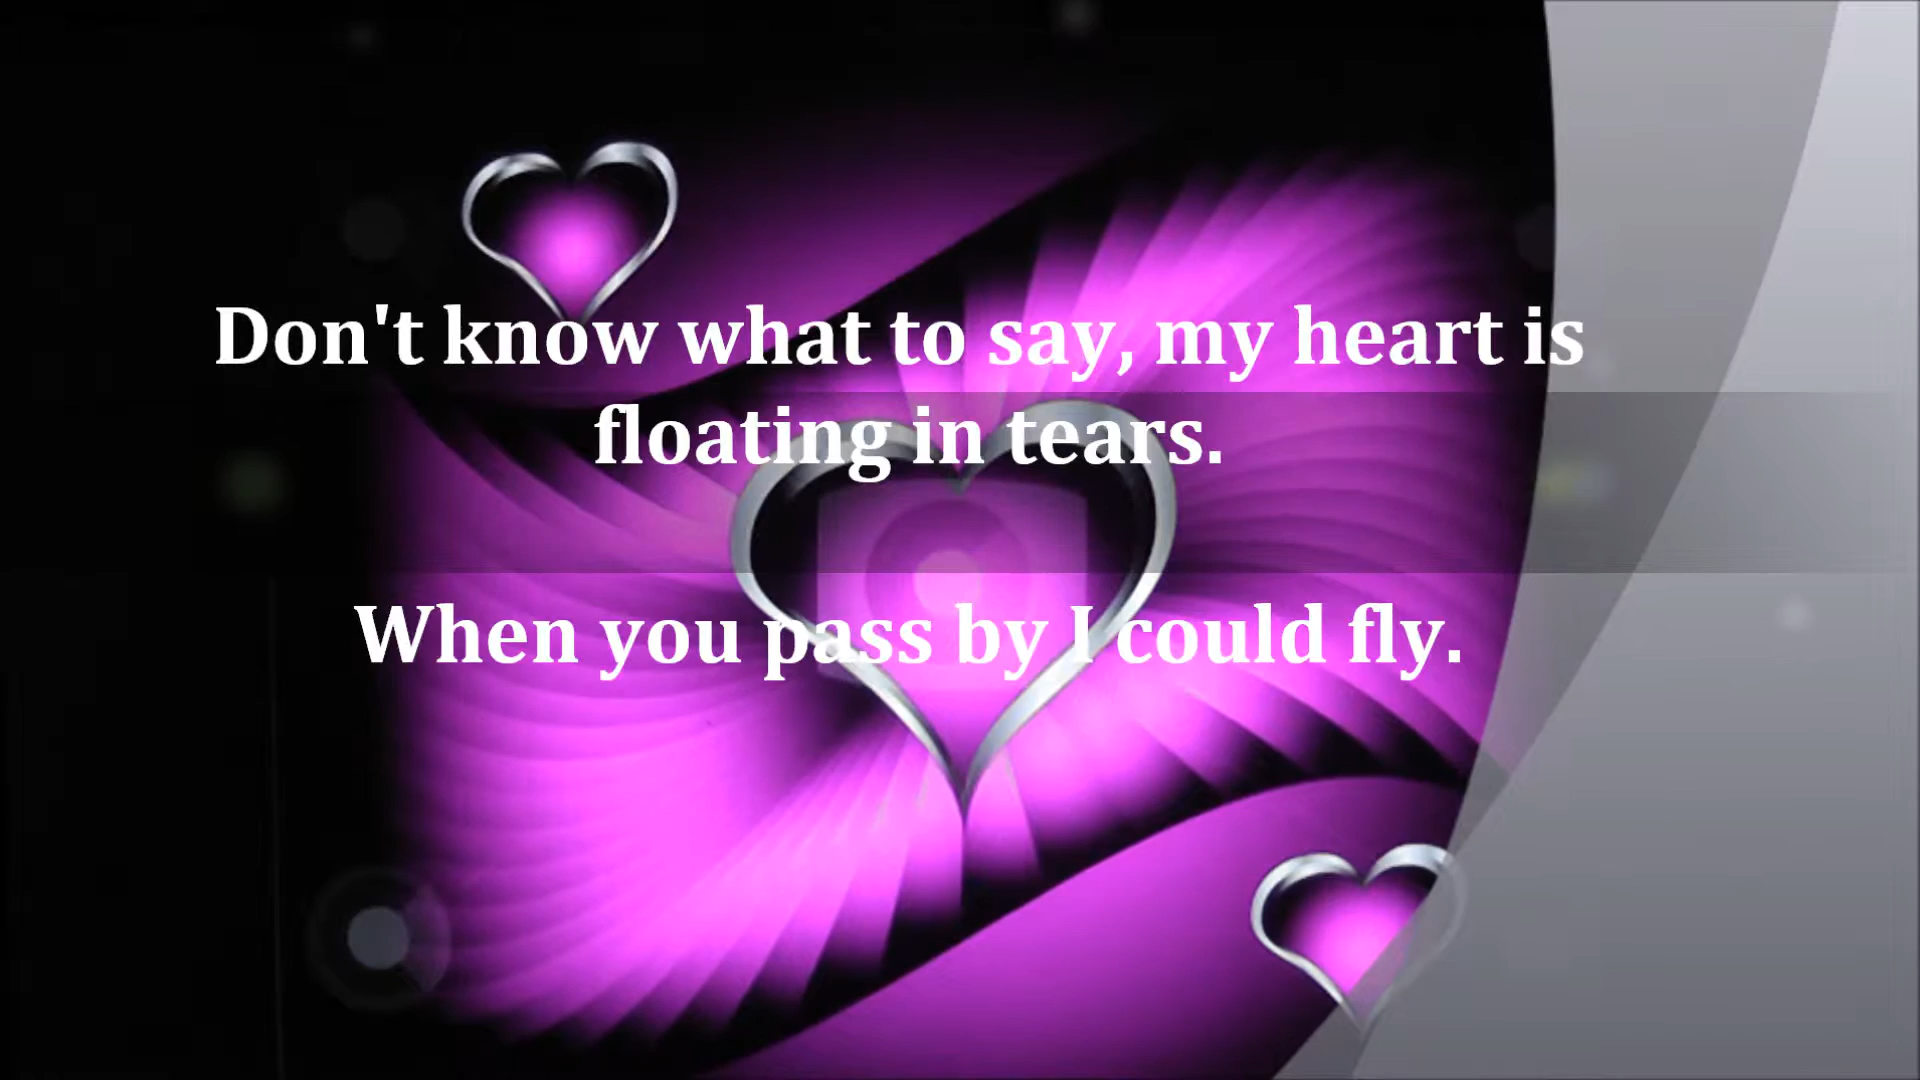 Don't know what to say, my heart is
floating in tears.
When you pass by I could fly.